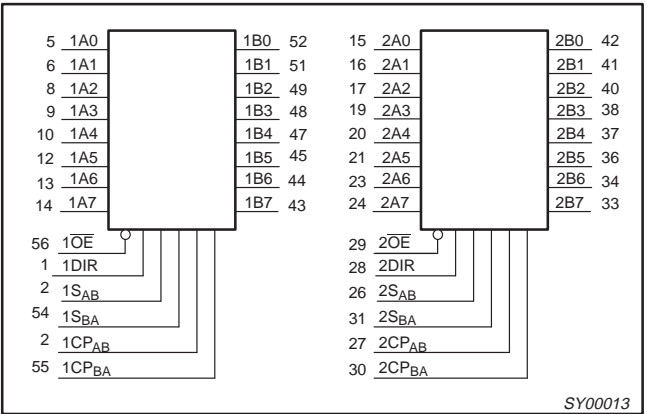 5 1A0 1B0 52 15 2A0 2B0 42
6 1A1 1B1 51 16 2A1 2B1 41
8 1A2 1B2 49 17 2A2 2B2 40
9 1A3 1B3 48 19 2A3 2B3 38
10 1A4 1B4 47 20 2A4 2B4 37
12 1A5 1B5 45 21 2A5 2B5 36
13 1A6 1B6 44 23 2A6 2B6 34
14 1A7 1B7 43 24 2A7 2B7 33
56 1O̅E̅ 29 2O̅E̅
1 1DIR 28 2DIR
2 1SAB 26 2SAB
54 1SBA 31 2SBA
2 1CPAB 27 2CPAB
55 1CPBA 30 2CPBA
SY00013